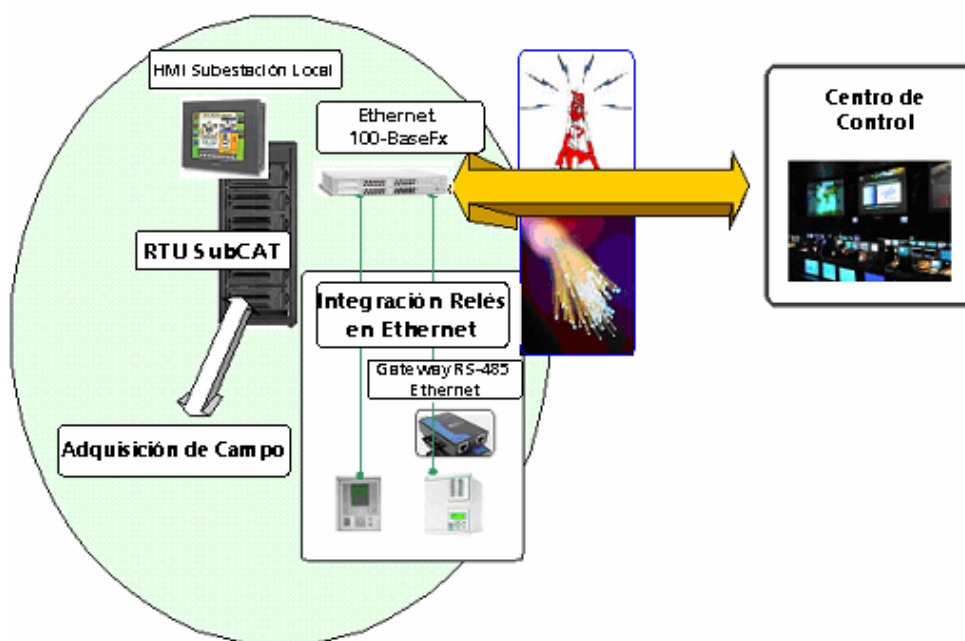 HMI Subestación Local
Ethernet
100-BaseFx
Centro de
Control
RTU SubCAT
Integración Relés
en Ethernet
Gateway RS-485
Ethernet
Adquisición de Campo